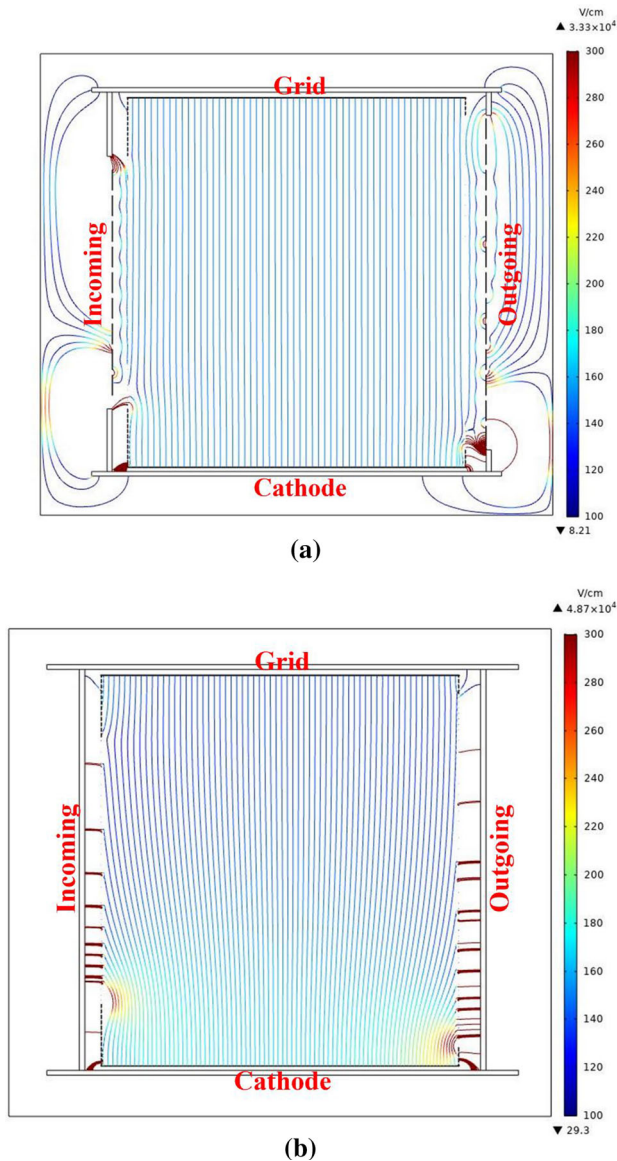 V/cm
▲ 3.33×10⁴
300
280
260
240
220
200
180
160
140
120
100
▼ 8.21
Grid
Incoming
Outgoing
Cathode
(a)
V/cm
▲ 4.87×10⁴
300
280
260
240
220
200
180
160
140
120
100
▼ 29.3
Grid
Incoming
Outgoing
Cathode
(b)